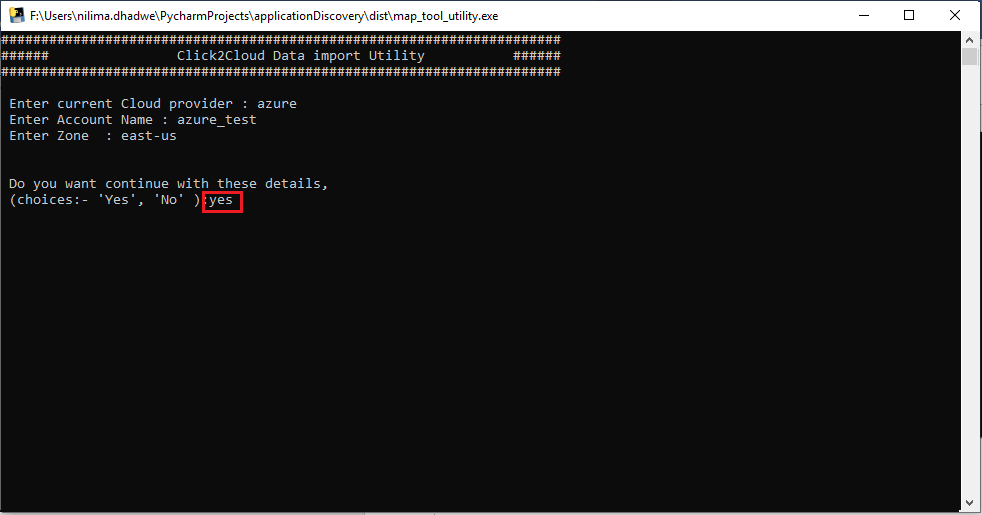 F:\Users\nilima.dhadwe\PycharmProjects\applicationDiscovery\dist\map_tool_utility.exe
######################################################################
###### Click2Cloud Data import Utility ######
######################################################################
Enter current Cloud provider : azure
Enter Account Name : azure_test
Enter Zone : east-us
Do you want continue with these details,
(choices:- 'Yes', 'No' ):yes